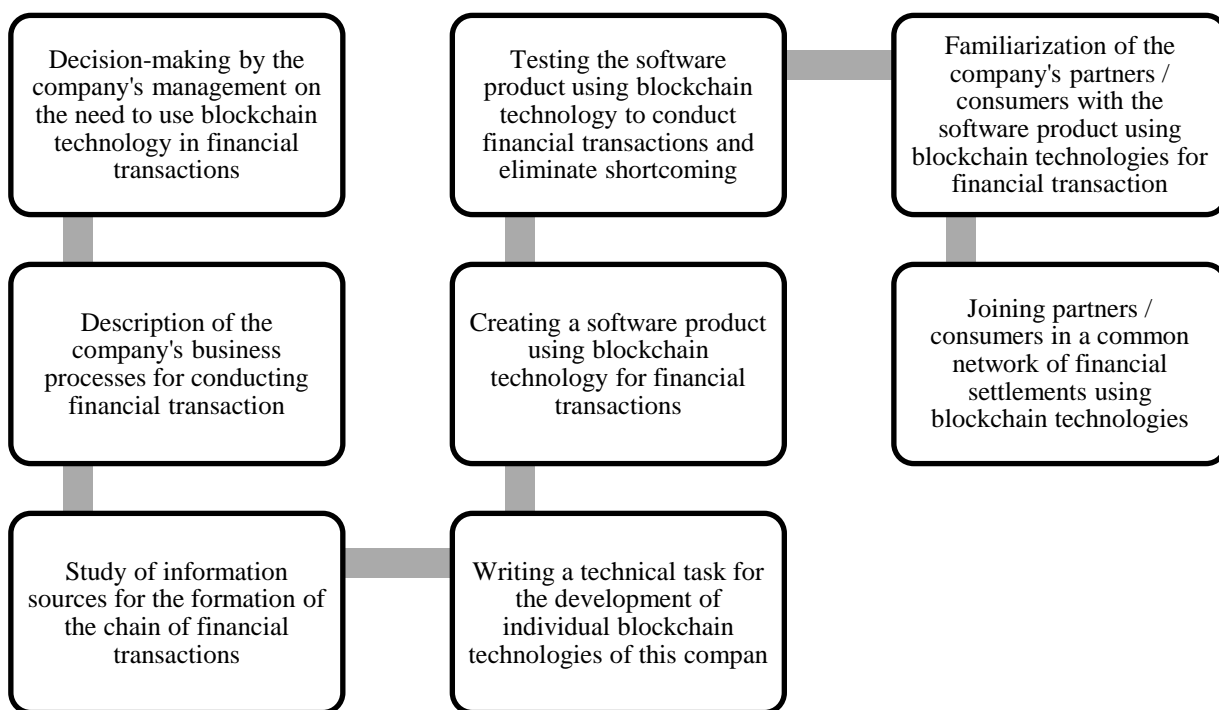 Decision-making by the
company's management on
the need to use blockchain
technology in financial
transactions
Description of the
company's business
processes for conducting
financial transaction
Study of information
sources for the formation of
the chain of financial
transactions
Writing a technical task for
the development of
individual blockchain
technologies of this compan
Creating a software product
using blockchain
technology for financial
transactions
Testing the software
product using blockchain
technology to conduct
financial transactions and
eliminate shortcoming
Familiarization of the
company's partners /
consumers with the
software product using
blockchain technologies for
financial transaction
Joining partners /
consumers in a common
network of financial
settlements using
blockchain technologies